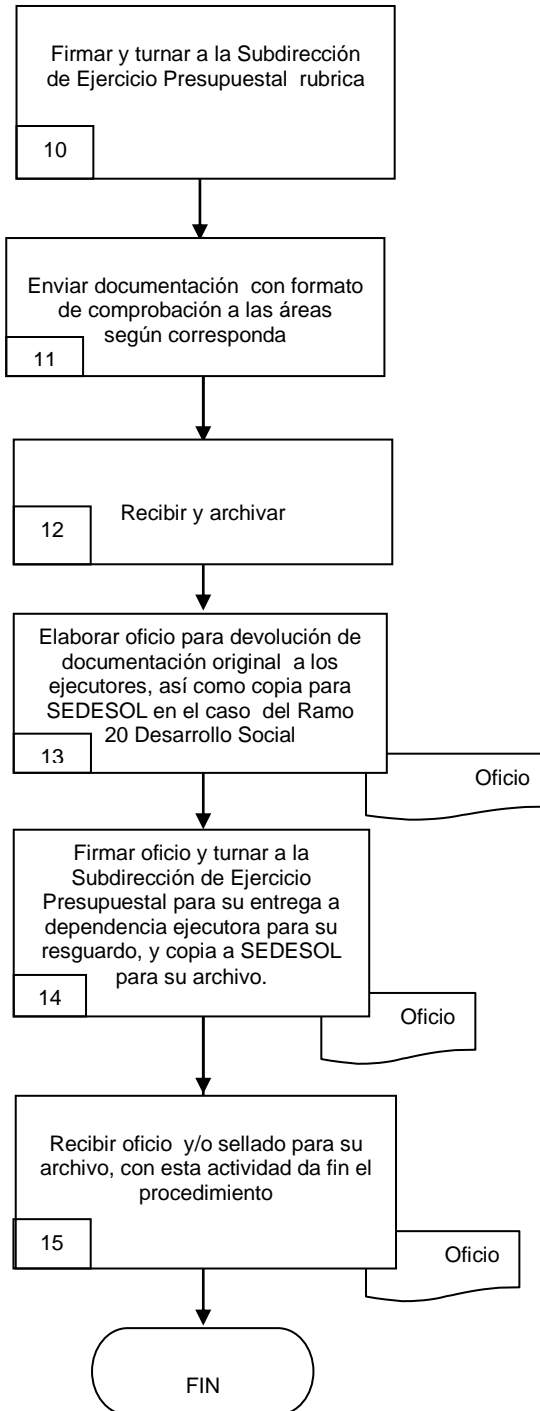 Firmar y turnar a la Subdirección
de Ejercicio Presupuestal rubrica
10
Enviar documentación con formato
de comprobación a las áreas
según corresponda
11
Recibir y archivar
12
Elaborar oficio para devolución de
documentación original a los
ejecutores, así como copia para
SEDESOL en el caso del Ramo
20 Desarrollo Social
13
Oficio
Firmar oficio y turnar a la
Subdirección de Ejercicio
Presupuestal para su entrega a
dependencia ejecutora para su
resguardo, y copia a SEDESOL
para su archivo.
14
Oficio
Recibir oficio y/o sellado para su
archivo, con esta actividad da fin el
procedimiento
15
Oficio
FIN